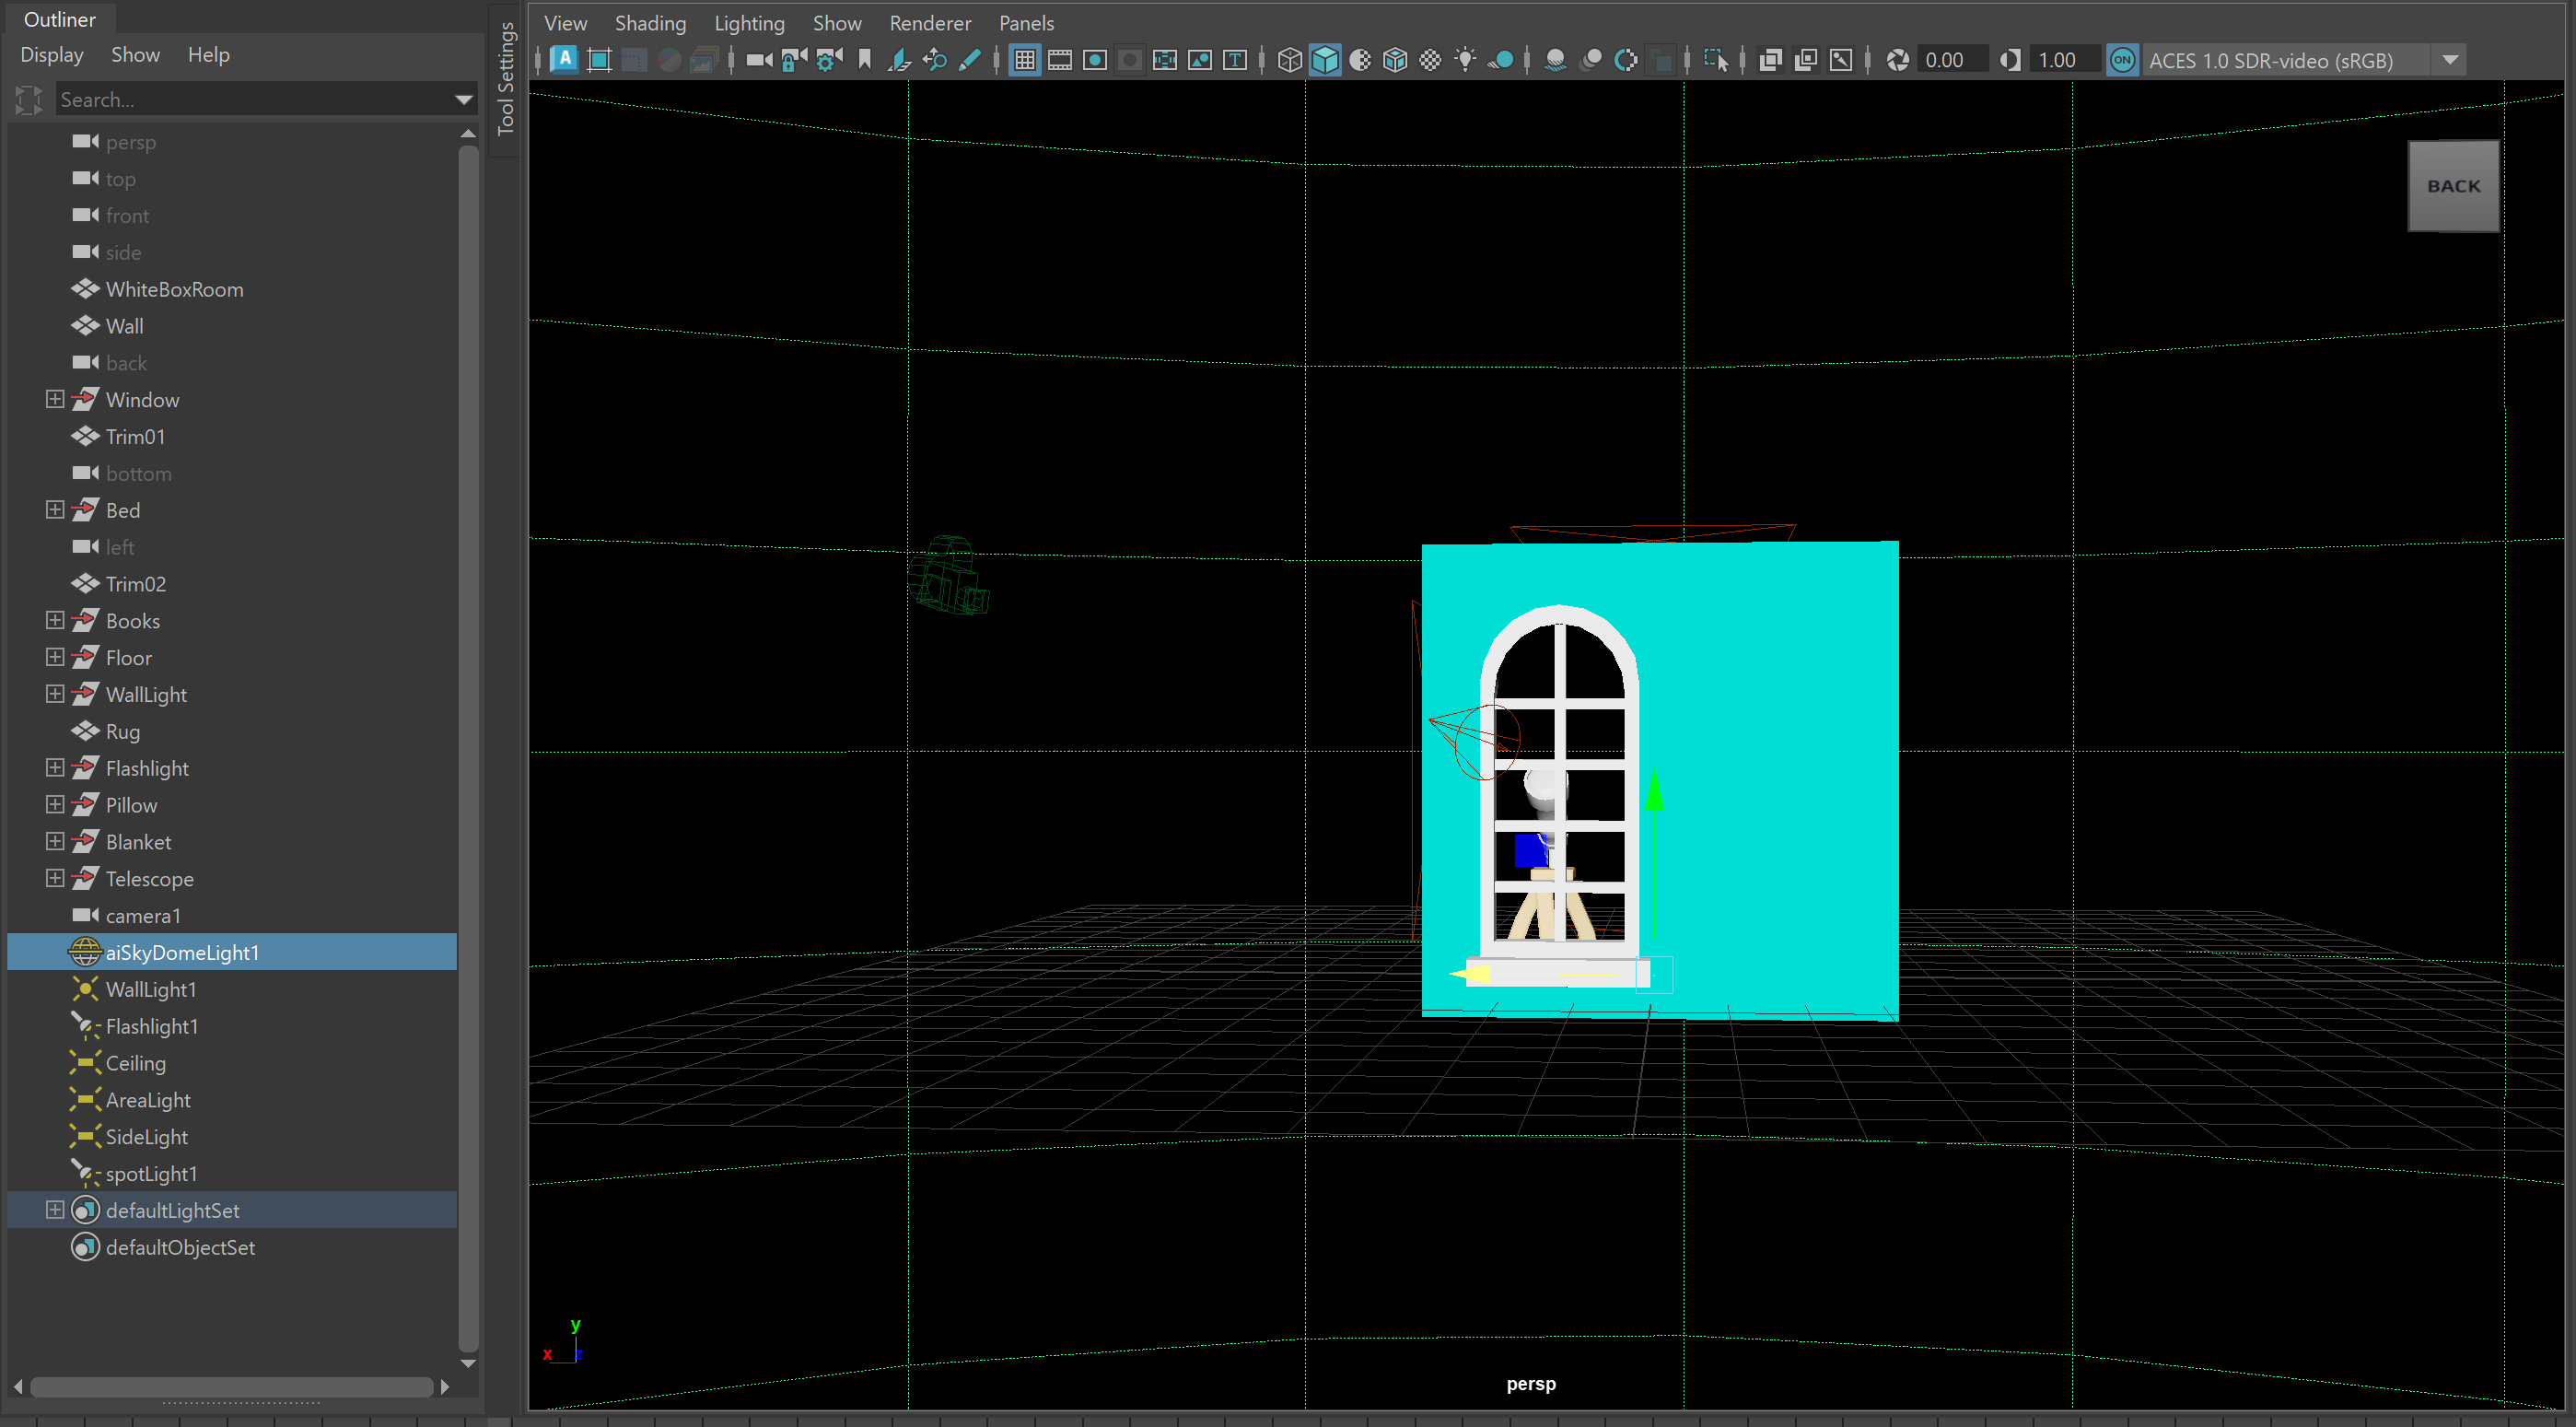 Outliner
Display Show Help
Search...
persp
top
front
side
WhiteBoxRoom
Wall
back
Window
Trim01
bottom
Bed
left
Trim02
Books
Floor
WallLight
Rug
Flashlight
Pillow
Blanket
Telescope
camera1
aiSkyDomeLight1
WallLight1
Flashlight1
Ceiling
AreaLight
SideLight
spotLight1
defaultLightSet
defaultObjectSet
Tool Settings
View Shading Lighting Show Renderer Panels
A T 0.00 1.00 ON ACES 1.0 SDR-video (sRGB)
BACK
y
x z
persp